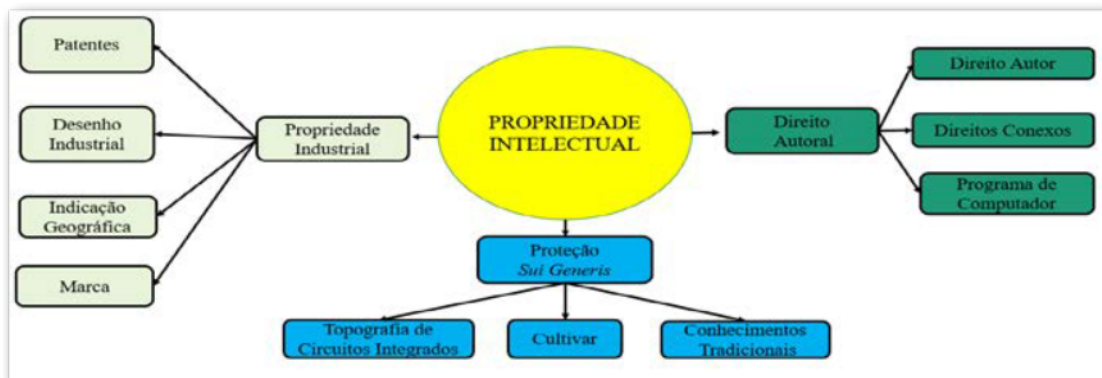 PROPRIEDADE
INTELECTUAL
Propriedade
Industrial
Patentes
Desenho
Industrial
Indicação
Geográfica
Marca
Direito
Autoral
Direito Autor
Direitos Conexos
Programa de
Computador
Proteção
Sui Generis
Topografia de
Circuitos Integrados
Cultivar
Conhecimentos
Tradicionais